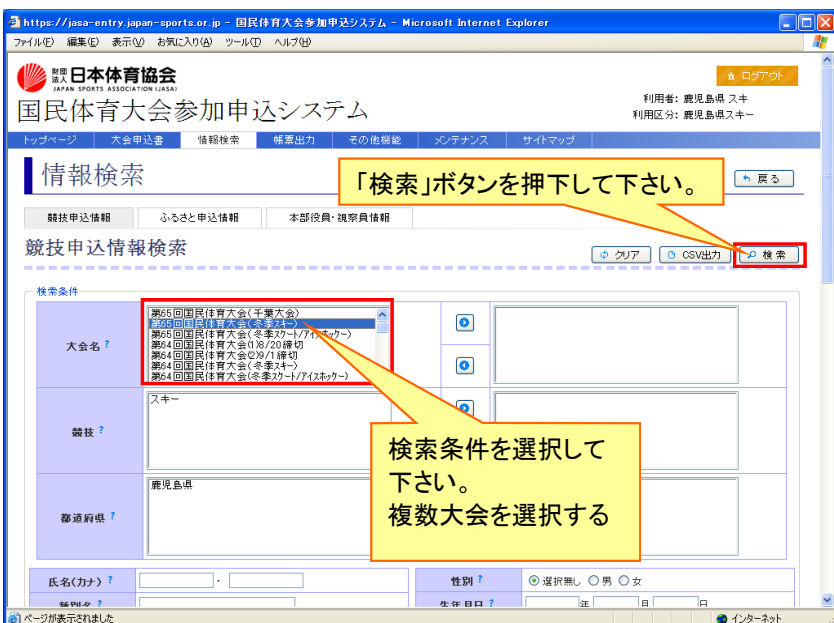 https://jasa-entry.japan-sports.or.jp - 国民体育大会参加申込システム - Microsoft Internet Explorer
ファイル(F) 編集(E) 表示(V) お気に入り(A) ツール(T) ヘルプ(H)
財団法人 日本体育協会
JAPAN SPORTS ASSOCIATION (JASA)
ログアウト
国民体育大会参加申込システム
利用者: 鹿児島県 スキ
利用区分: 鹿児島県スキー
トップページ 大会申込書 情報検索 帳票出力 その他機能 メンテナンス サイトマップ
情報検索
「検索」ボタンを押下して下さい。
戻る
競技申込情報 ふるさと申込情報 本部役員・視察員情報
競技申込情報検索
クリア CSV出力 検索
検索条件
大会名 ?
第65回国民体育大会(千葉大会)
第65回国民体育大会(冬季スキー)
第65回国民体育大会(冬季スケート/アイスホッケー)
第64回国民体育大会(1)8/20締切
第64回国民体育大会(2)9/1締切
第64回国民体育大会(冬季スキー)
第64回国民体育大会(冬季スケート/アイスホッケー)
競技 ?
スキー
検索条件を選択して
下さい。
複数大会を選択する
都道府県 ?
鹿児島県
氏名(カナ) ? ・ 性別 ? 選択無し 男 女
種別名 ? 生年月日 ? 年 月 日
ページが表示されました インターネット